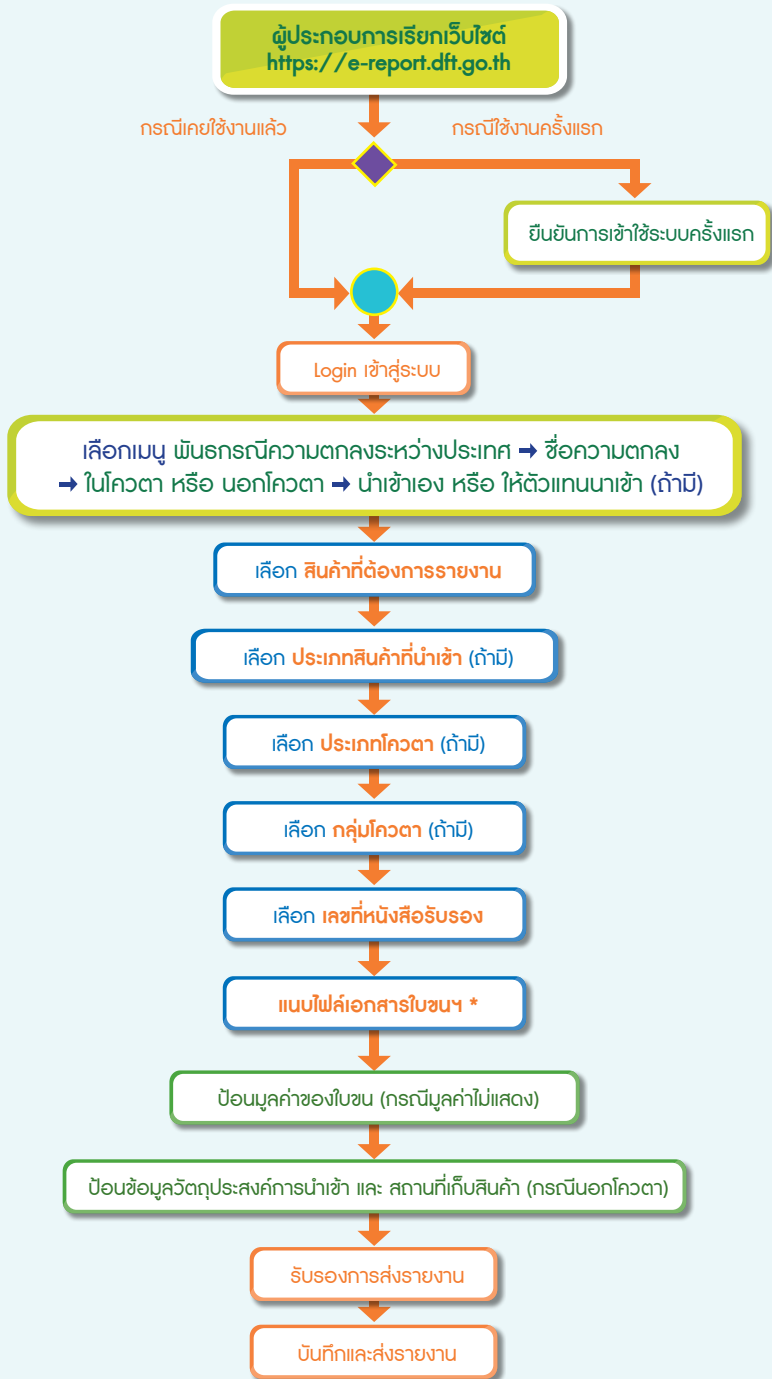 ผู้ประกอบการเรียกเว็บไซต์
https://e-report.dft.go.th
กรณีเคยใช้งานแล้ว
กรณีใช้งานครั้งแรก
ยืนยันการเข้าใช้ระบบครั้งแรก
Login เข้าสู่ระบบ
เลือกเมนู พันธกรณีความตกลงระหว่างประเทศ → ชื่อความตกลง
→ ในโควตา หรือ นอกโควตา → นำเข้าเอง หรือ ให้ตัวแทนนาเข้า (ถ้ามี)
เลือก สินค้าที่ต้องการรายงาน
เลือก ประเภทสินค้าที่นำเข้า (ถ้ามี)
เลือก ประเภทโควตา (ถ้ามี)
เลือก กลุ่มโควตา (ถ้ามี)
เลือก เลขที่หนังสือรับรอง
แนบไฟล์เอกสารใบขนฯ *
ป้อนมูลค่าของใบขน (กรณีมูลค่าไม่แสดง)
ป้อนข้อมูลวัตถุประสงค์การนำเข้า และ สถานที่เก็บสินค้า (กรณีนอกโควตา)
รับรองการส่งรายงาน
บันทึกและส่งรายงาน